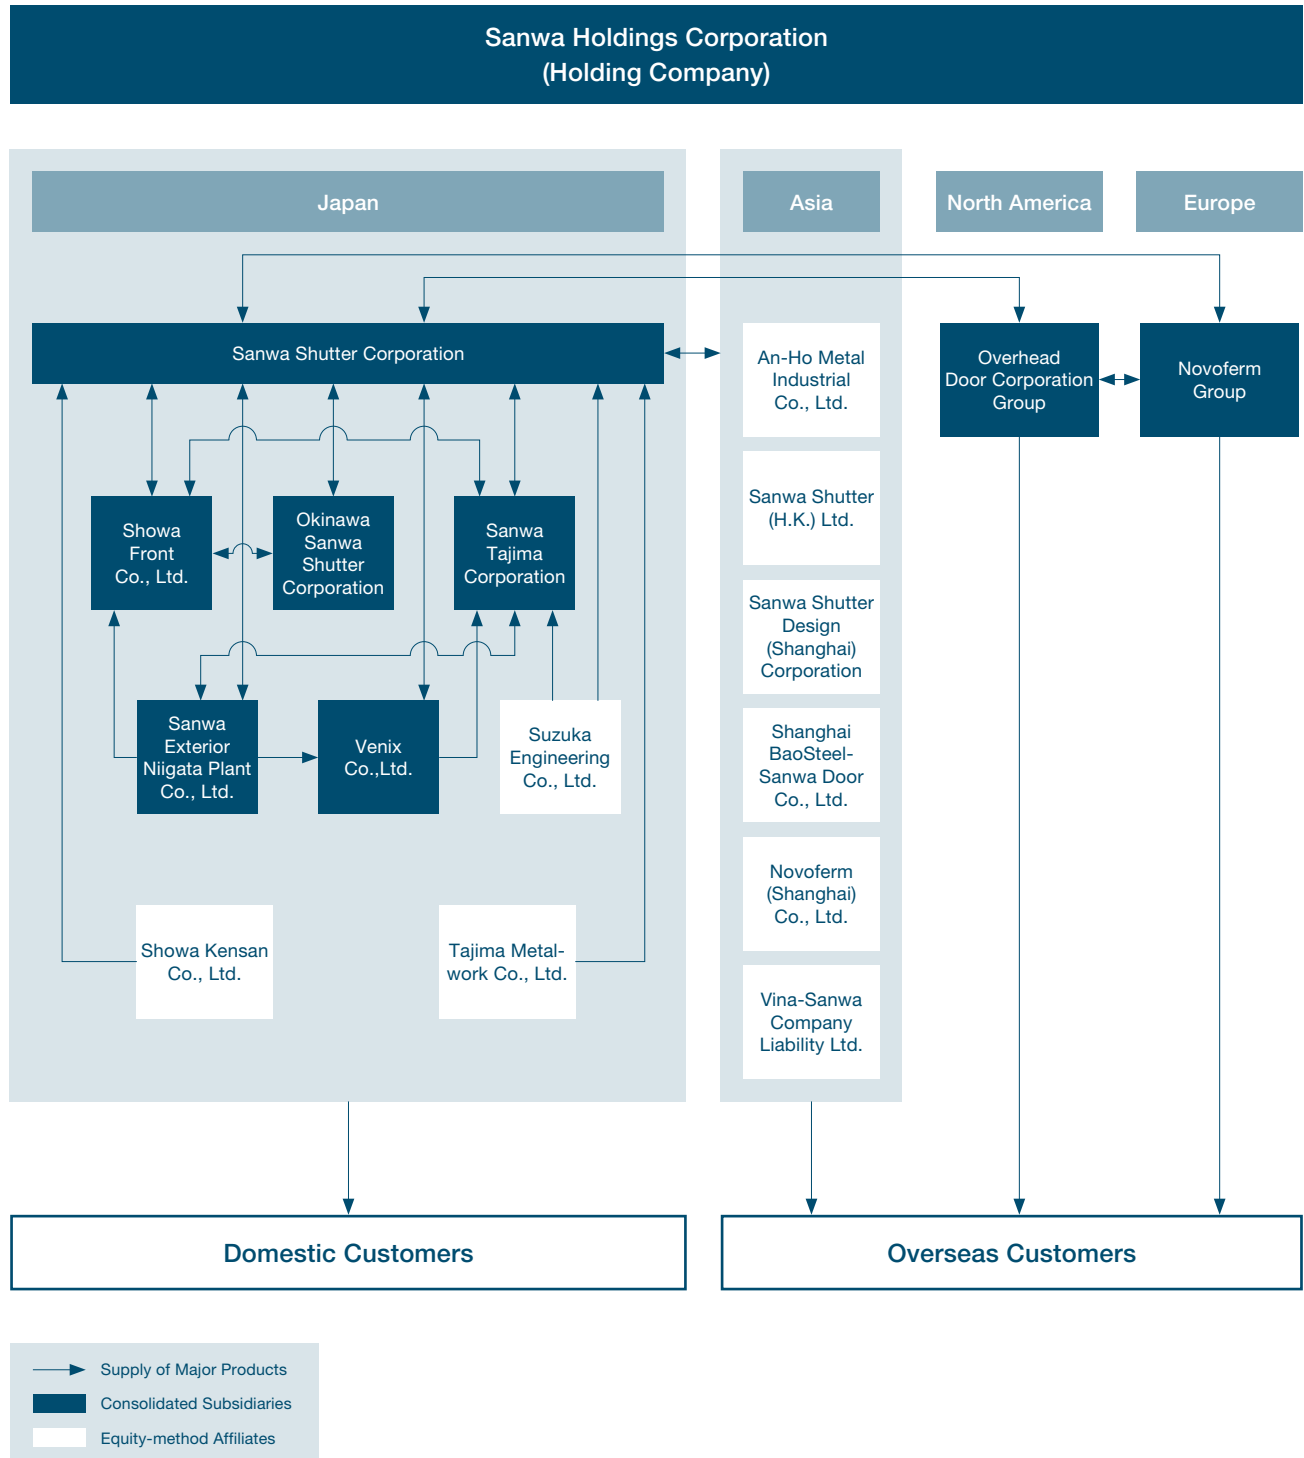 Sanwa Holdings Corporation
(Holding Company)
Japan
Asia
North America
Europe
Sanwa Shutter Corporation
An-Ho Metal
Industrial
Co., Ltd.
Overhead
Door Corporation
Group
Novoferm
Group
Sanwa Shutter
(H.K.) Ltd.
Showa
Front
Co., Ltd.
Okinawa
Sanwa
Shutter
Corporation
Sanwa
Tajima
Corporation
Sanwa Shutter
Design
(Shanghai)
Corporation
Sanwa
Exterior
Niigata Plant
Co., Ltd.
Venix
Co.,Ltd.
Suzuka
Engineering
Co., Ltd.
Shanghai
BaoSteel-
Sanwa Door
Co., Ltd.
Novoferm
(Shanghai)
Co., Ltd.
Showa Kensan
Co., Ltd.
Tajima Metal-
work Co., Ltd.
Vina-Sanwa
Company
Liability Ltd.
Domestic Customers
Overseas Customers
Supply of Major Products
Consolidated Subsidiaries
Equity-method Affiliates